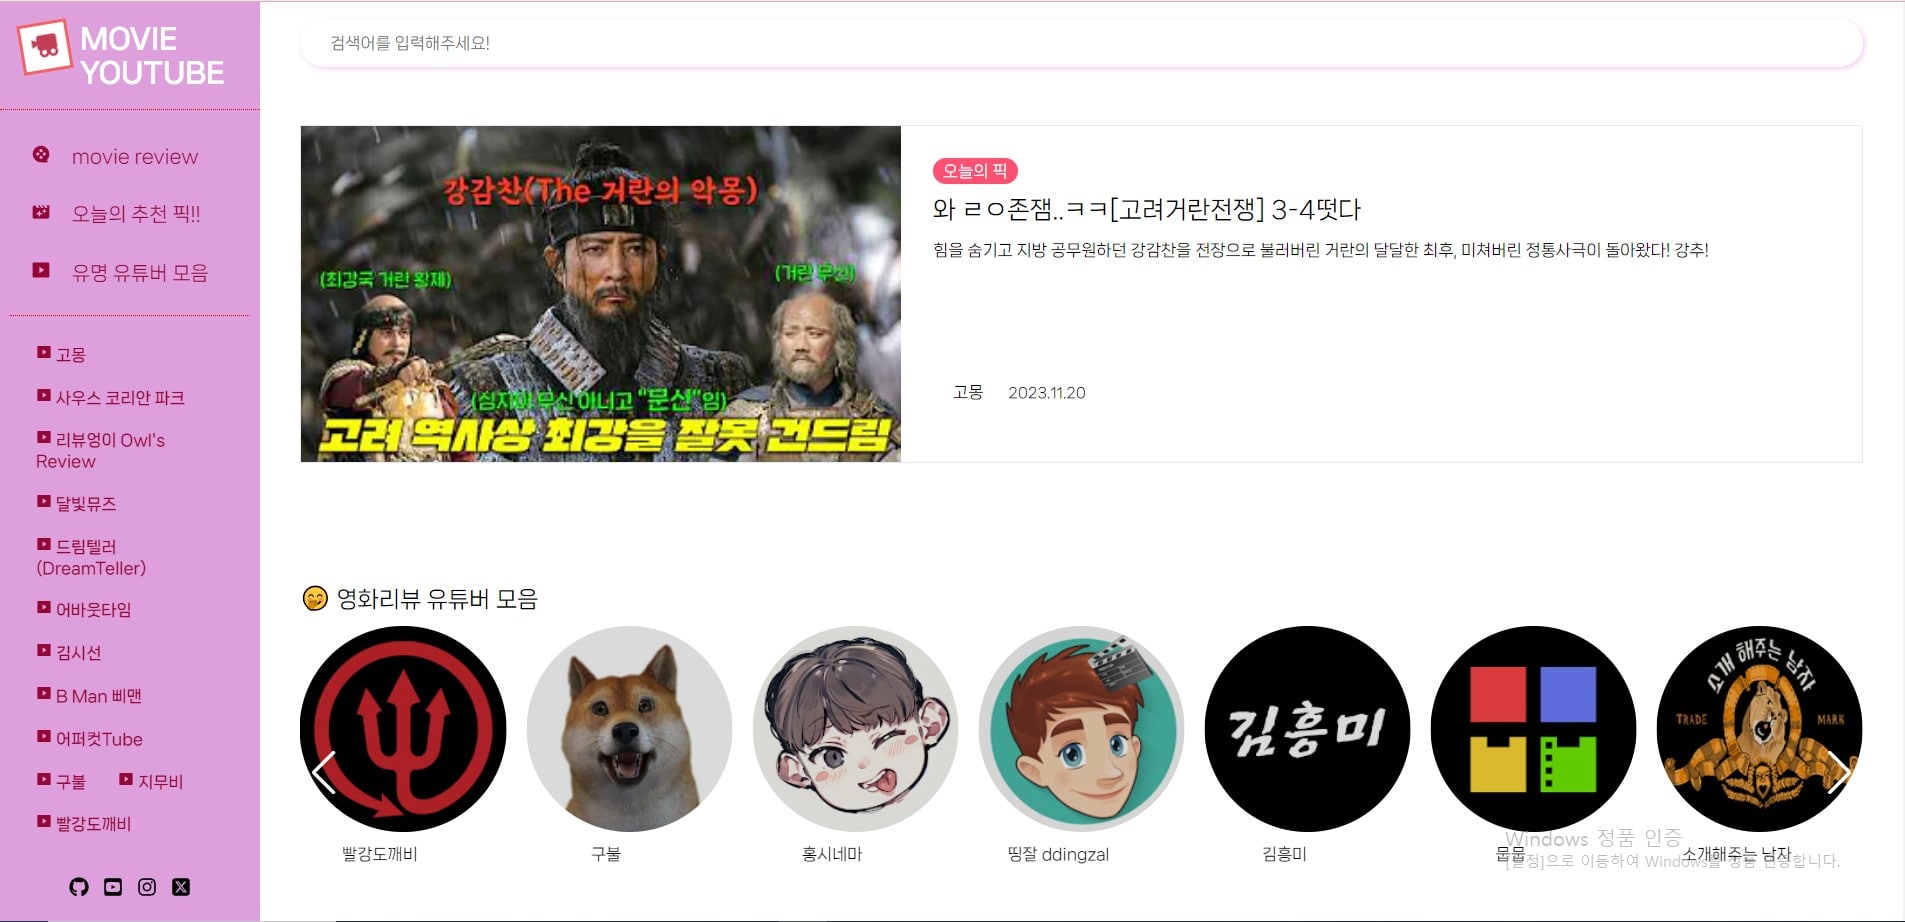 MOVIE
YOUTUBE
movie review
오늘의 추천 픽!!
유명 유튜버 모음
고몽
사우스 코리안 파크
리뷰엉이 Owl's
Review
달빛뮤즈
드림텔러
(DreamTeller)
어바웃타임
김시선
B Man 삐맨
어퍼컷Tube
구불 지무비
빨강도깨비
검색어를 입력해주세요!
강감찬(The 거란의 악몽)
(최강국 거란 황제)
(거란 무신)
(심지어 무신 아니고 "문신"임)
고려 역사상 최강을 잘못 건드림
오늘의 픽
와 ㄹㅇ존잼..ㅋㅋ[고려거란전쟁] 3-4떳다
힘을 숨기고 지방 공무원하던 강감찬을 전장으로 불러버린 거란의 달달한 최후, 미쳐버린 정통사극이 돌아왔다! 강추!
고몽 2023.11.20
영화리뷰 유튜버 모음
김흥미
소개 해주는 남자
TRADE MARK
빨강도깨비
구불
홍시네마
띵잘 ddingzal
김흥미
뭅뭅
소개해주는 남자
Windows 정품 인증
[설정]으로 이동하여 Windows를 정품 인증합니다.